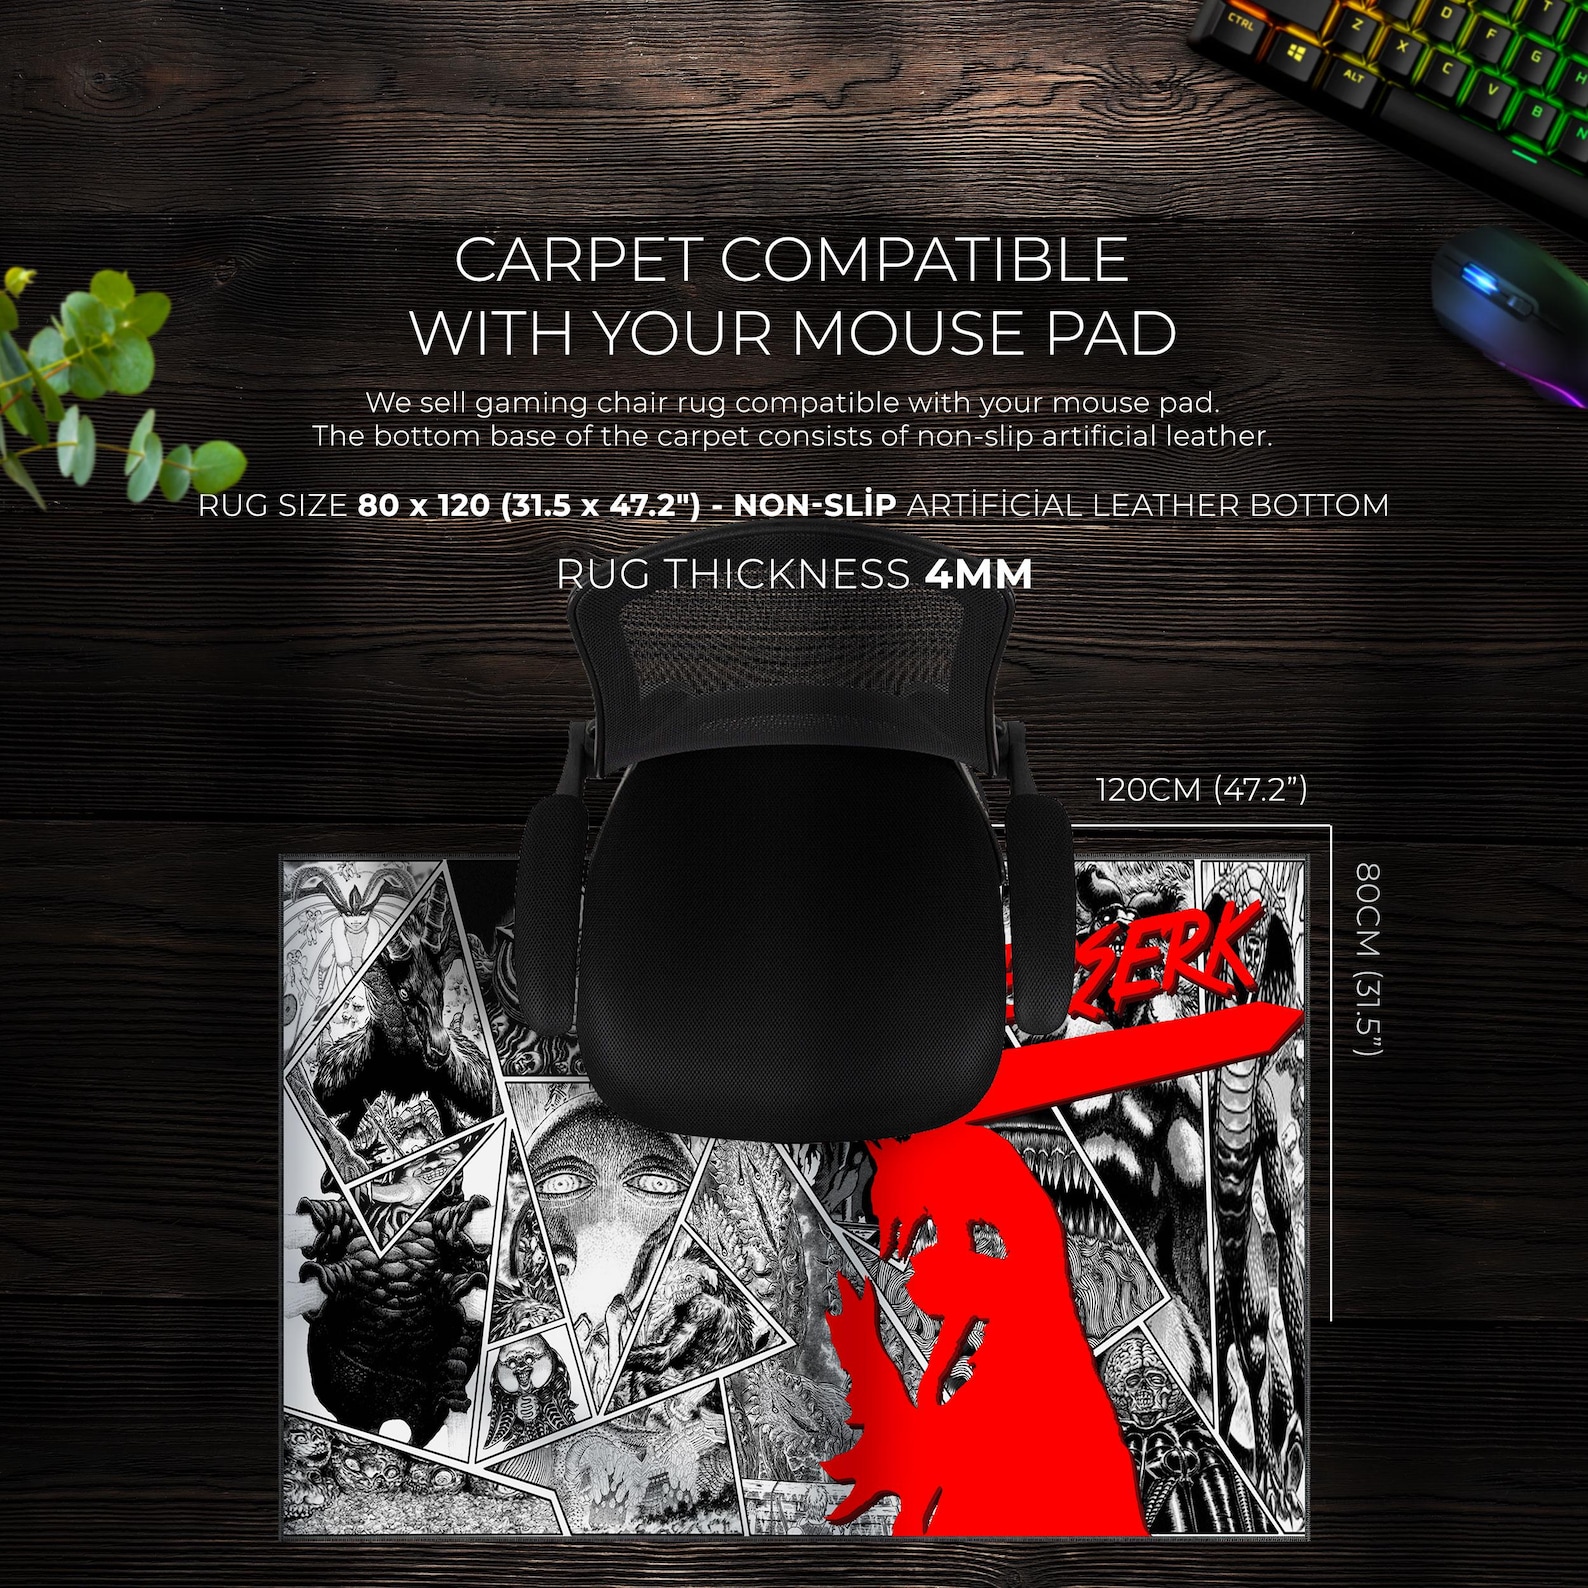 CARPET COMPATIBLE
WITH YOUR MOUSE PAD
We sell gaming chair rug compatible with your mouse pad.
The bottom base of the carpet consists of non-slip artificial leather.
RUG SIZE 80 x 120 (31.5 x 47.2") - NON-SLİP ARTİFİCİAL LEATHER BOTTOM
RUG THICKNESS 4MM
120CM (47.2”)
80CM (31.5”)
SERK
CTRL
ALT
Z
X
C
V
B
N
D
F
G
H
T